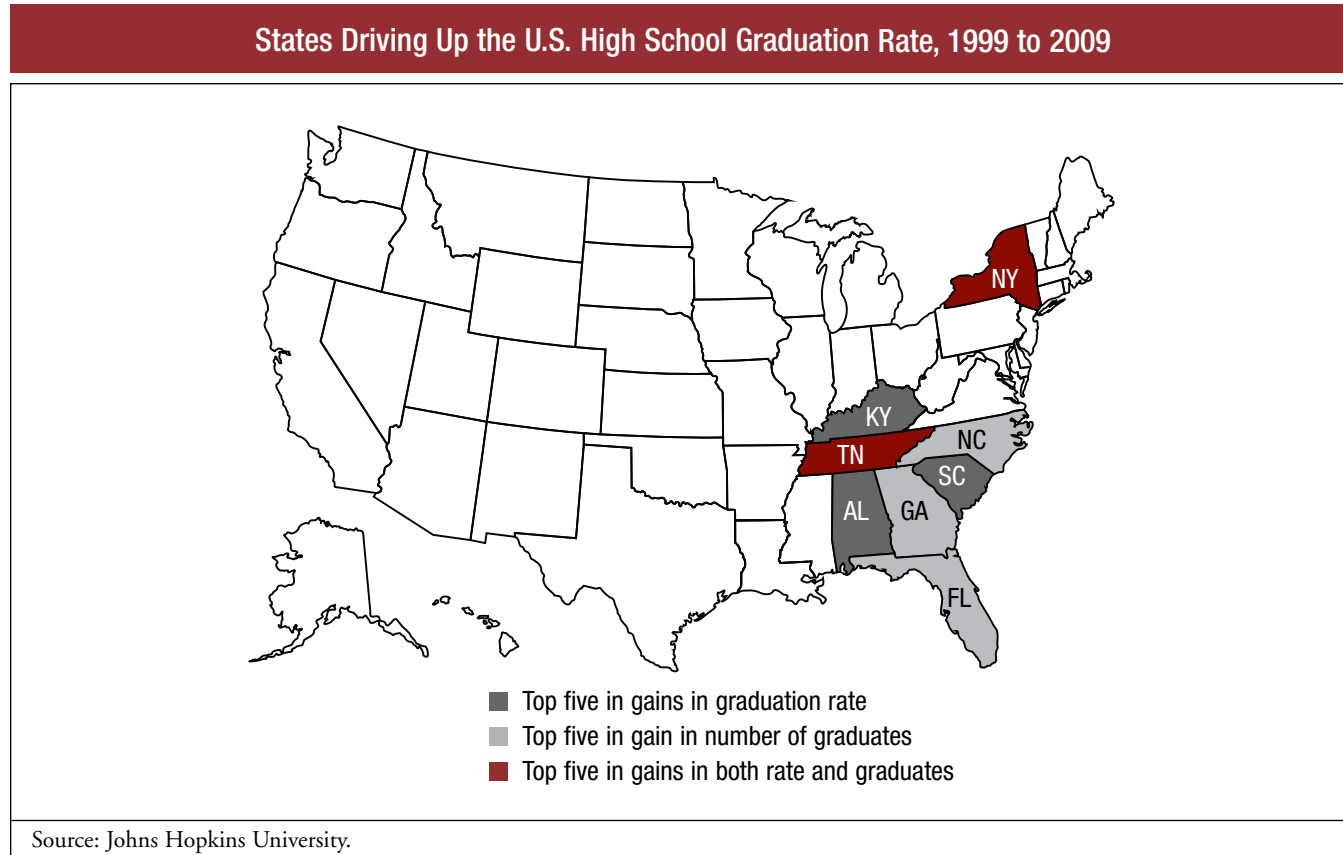 States Driving Up the U.S. High School Graduation Rate, 1999 to 2009
NY
KY
NC
TN
SC
AL
GA
FL
Top five in gains in graduation rate
Top five in gain in number of graduates
Top five in gains in both rate and graduates
Source: Johns Hopkins University.